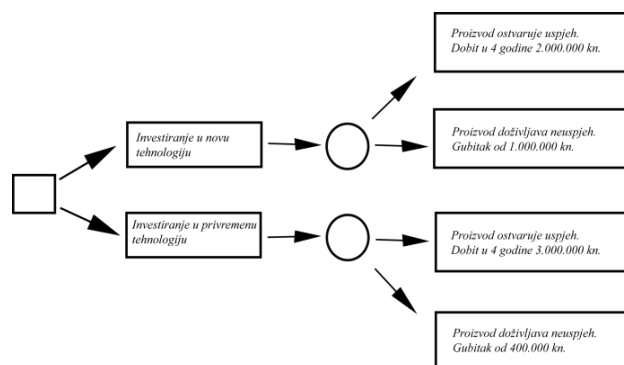 Proizvod ostvaruje uspjeh.
Dobit u 4 godine 2.000.000 kn.
Investiranje u novu
tehnologiju
Proizvod doživljava neuspjeh.
Gubitak od 1.000.000 kn.
Investiranje u privremenu
tehnologiju
Proizvod ostvaruje uspjeh.
Dobit u 4 godine 3.000.000 kn.
Proizvod doživljava neuspjeh.
Gubitak od 400.000 kn.